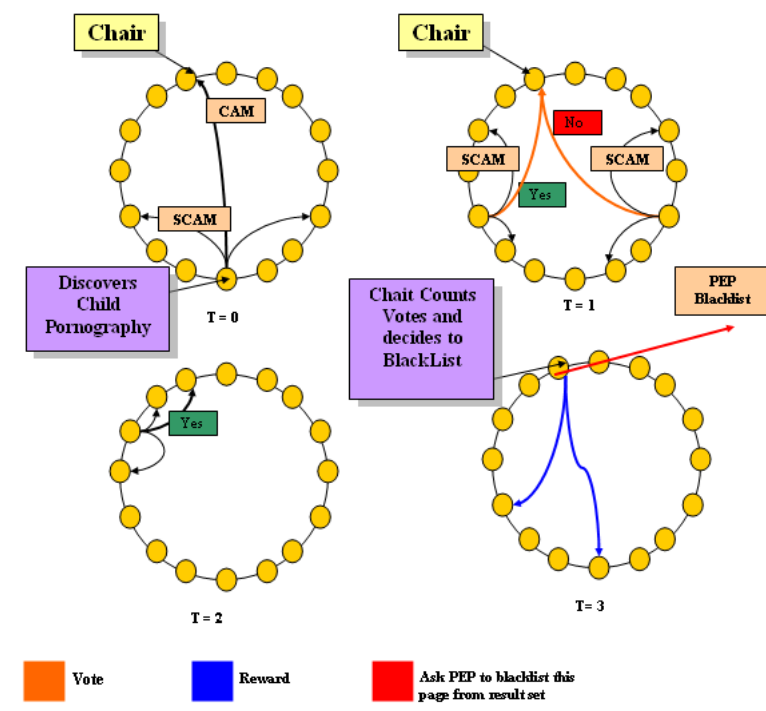 Chair
Chair
CAM
No
SCAM
SCAM
SCAM
Yes
Discovers
Child
Pornography
T = 0
T = 1
Chait Counts
Votes and
decides to
BlackList
PEP
Blacklist
Yes
T = 2
T= 3
Vote
Reward
Ask PEP to blacklist this
page from result set